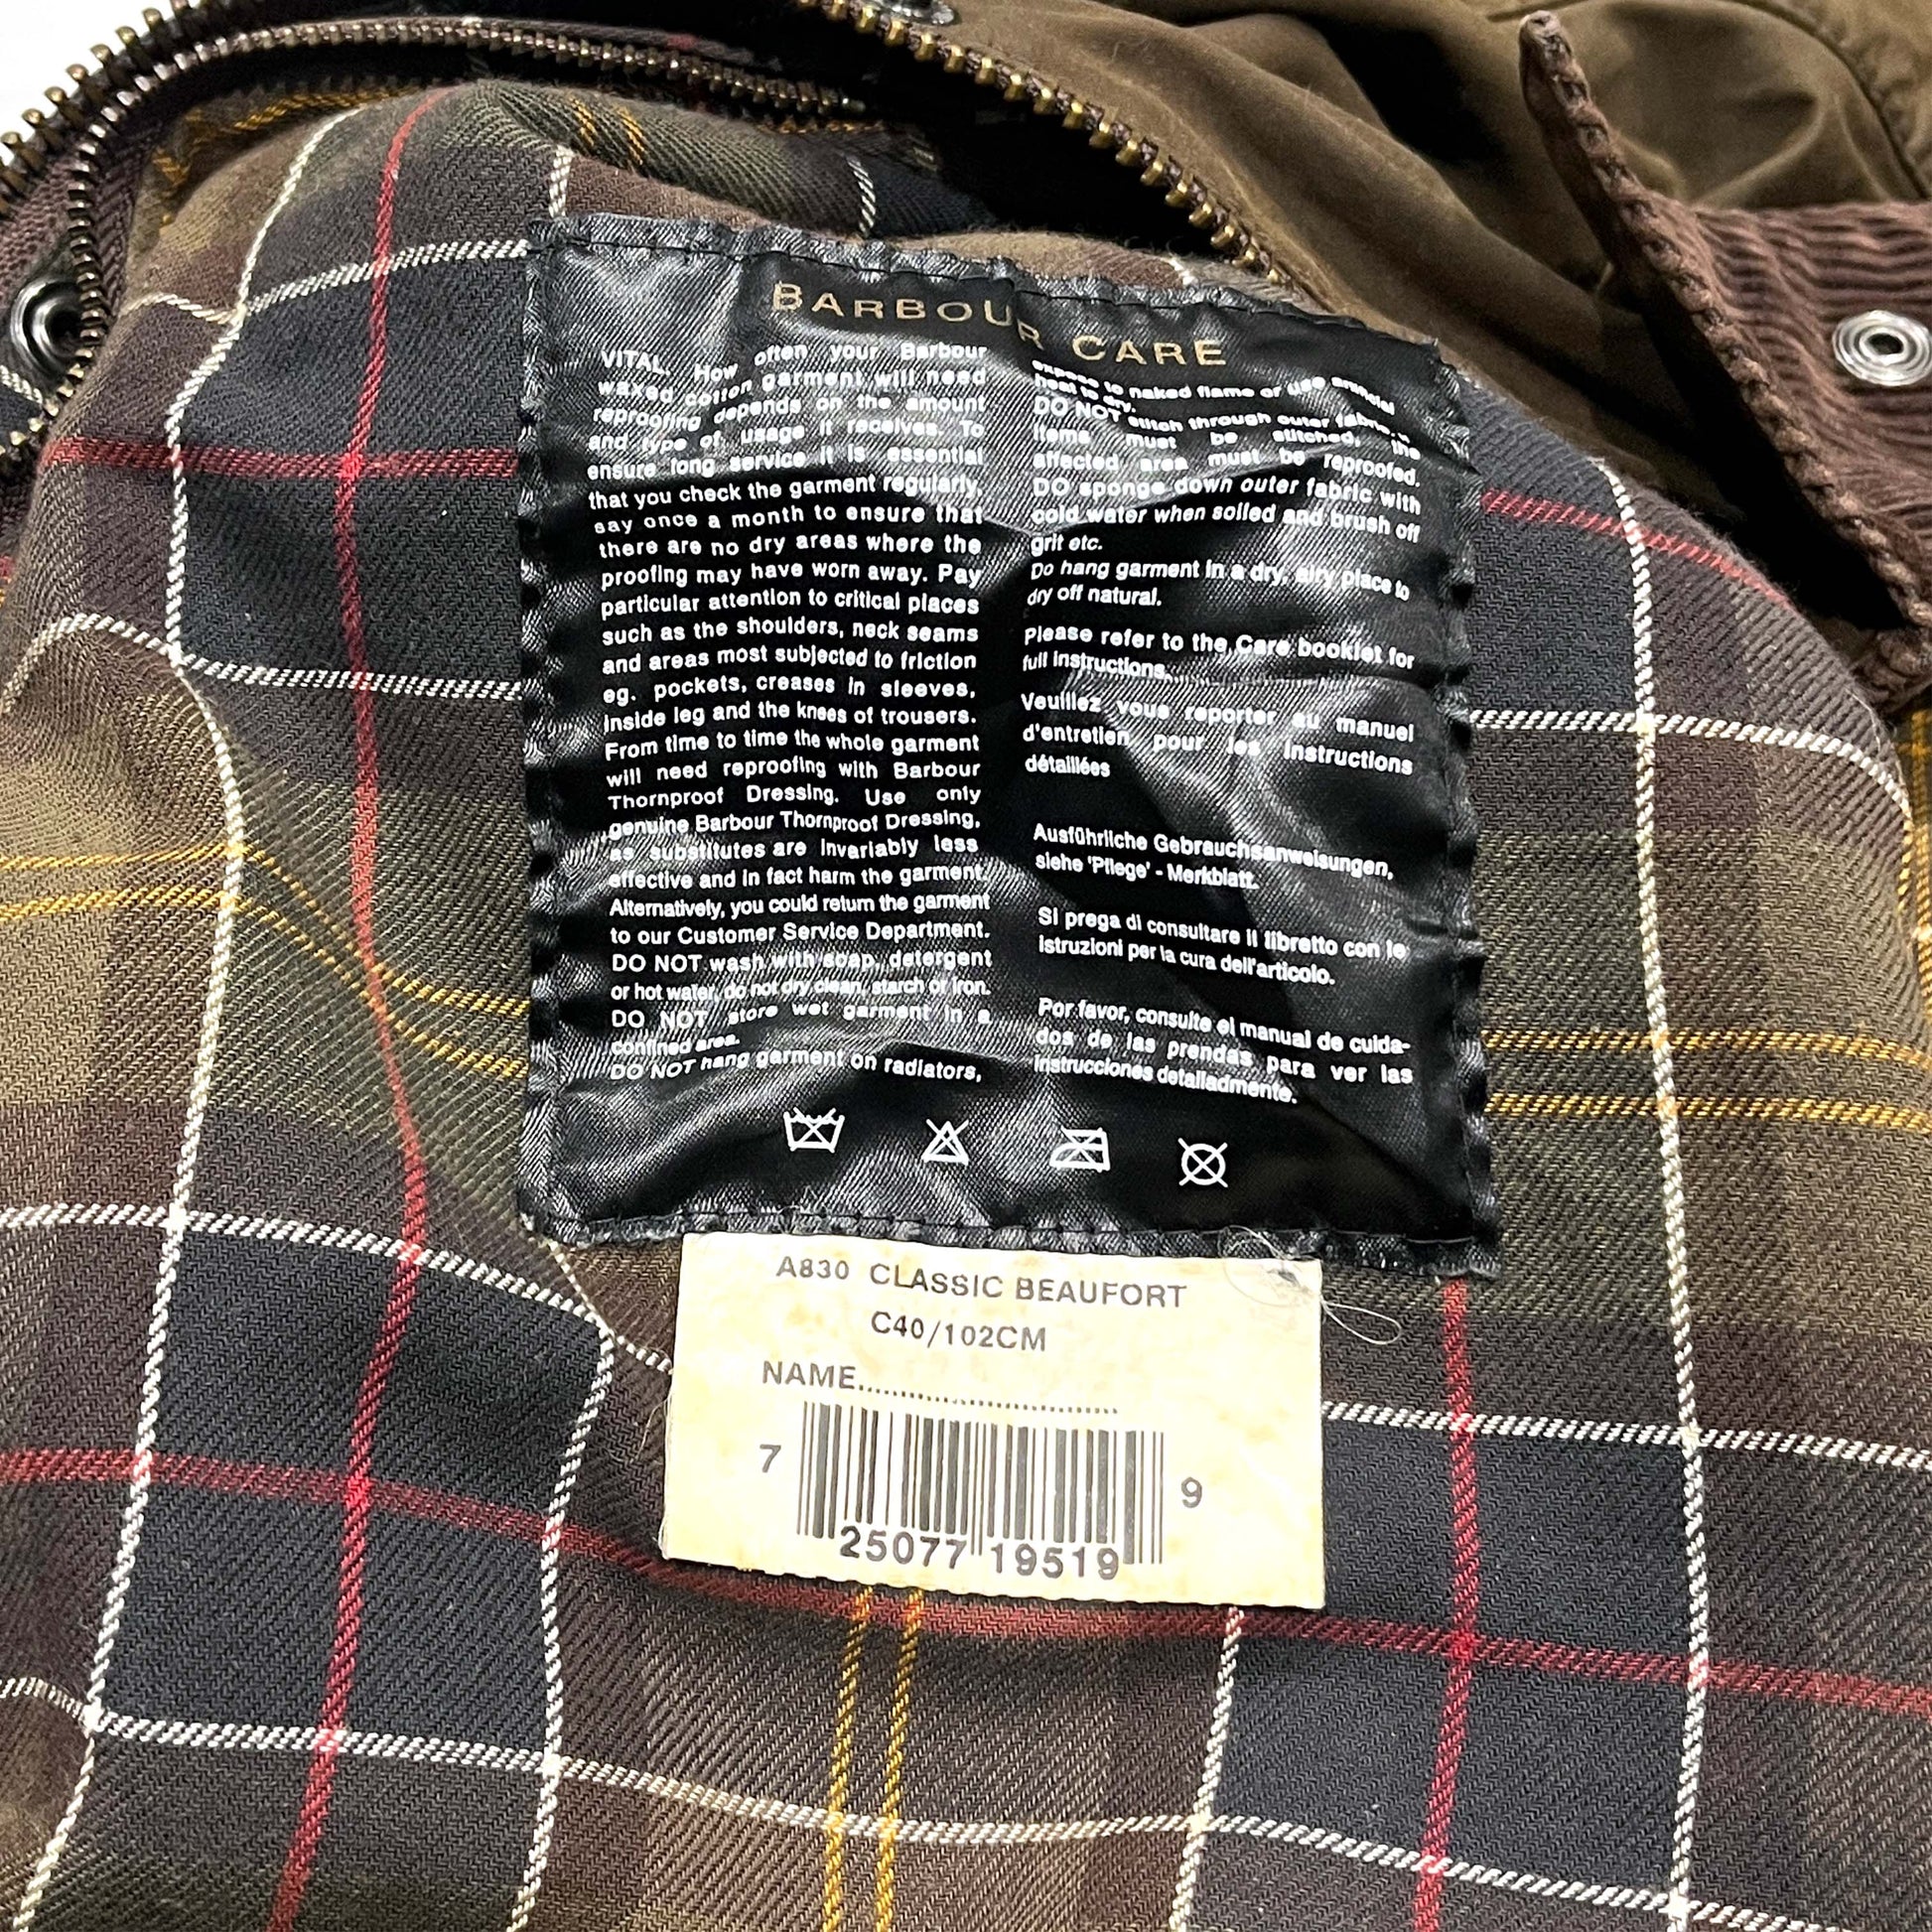 BARBOUR CARE
VITAL. How often your Barbour
waxed cotton garment will need
reproofing depends on the amount
and type of usage it receives. To
ensure long service it is essential
that you check the garment regularly,
say once a month to ensure that
there are no dry areas where the
proofing may have worn away. Pay
particular attention to critical places
such as the shoulders, neck seams
and areas most subjected to friction
eg. pockets, creases in sleeves,
inside leg and the knees of trousers.
From time to time the whole garment
will need reproofing with Barbour
Thornproof Dressing. Use only
genuine Barbour Thornproof Dressing,
as substitutes are invariably less
effective and in fact harm the garment.
Alternatively, you could return the garment
to our Customer Service Department.
DO NOT wash with soap, detergent
or hot water, do not dry clean, starch or iron.
DO NOT store wet garment in a
confined area.
DO NOT hang garment on radiators,
expose to naked flame or use artificial
heat to dry.
DO NOT stitch through outer fabric, if
items must be stitched, the
affected area must be reproofed.
DO sponge down outer fabric with
cold water when soiled and brush off
grit etc.
Do hang garment in a dry, airy place to
dry off natural.
Please refer to the Care booklet for
full instructions.
Veuillez vous reporter au manuel
d'entretien pour les instructions
détaillées
Ausführliche Gebrauchsanweisungen,
siehe 'Pflege' - Merkblatt.
Si prega di consultare il libretto con le
istruzioni per la cura dell'articolo.
Por favor, consulte el manual de cuida-
dos de las prendas para ver las
instrucciones detalladmente.
A830 CLASSIC BEAUFORT
C40/102CM
NAME..............................
7 25077 19519 9